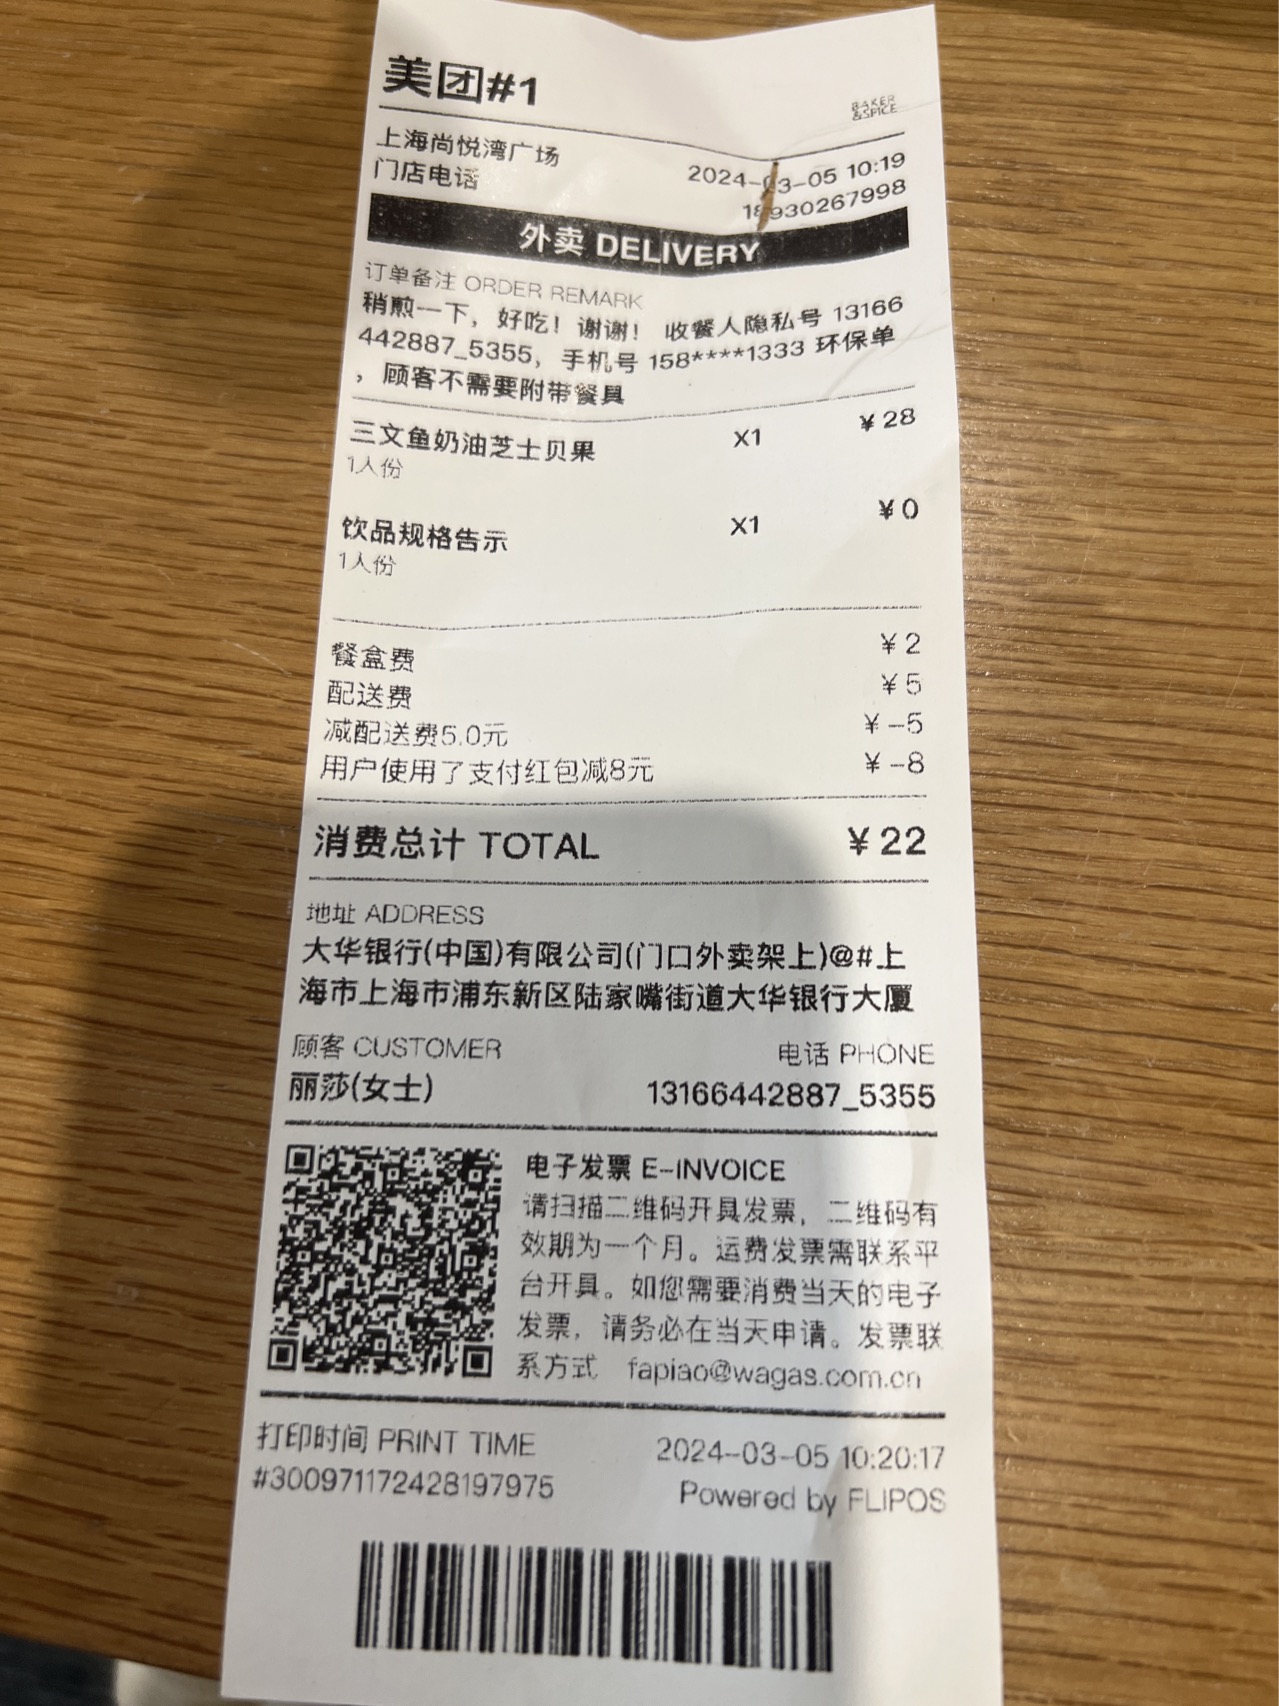 美团#1
BAKER
&SPICE
上海尚悦湾广场
2024-03-05 10:19
门店电话
18930267998
外卖 DELIVERY
订单备注 ORDER REMARK
稍煎一下，好吃！谢谢！ 收餐人隐私号 13166
442887_5355，手机号 158****1333 环保单
，顾客不需要附带餐具
三文鱼奶油芝士贝果 X1 ¥28
1人份
饮品规格告示 X1 ¥0
1人份
餐盒费 ¥2
配送费 ¥5
减配送费5.0元 ¥-5
用户使用了支付红包减8元 ¥-8
消费总计 TOTAL ¥22
地址 ADDRESS
大华银行(中国)有限公司(门口外卖架上)@#上
海市上海市浦东新区陆家嘴街道大华银行大厦
顾客 CUSTOMER 电话 PHONE
丽莎(女士) 13166442887_5355
电子发票 E-INVOICE
请扫描二维码开具发票，二维码有
效期为一个月。运费发票需联系平
台开具。如您需要消费当天的电子
发票，请务必在当天申请。发票联
系方式 fapiao@wagas.com.cn
打印时间 PRINT TIME 2024-03-05 10:20:17
#300971172428197975 Powered by FLIPOS